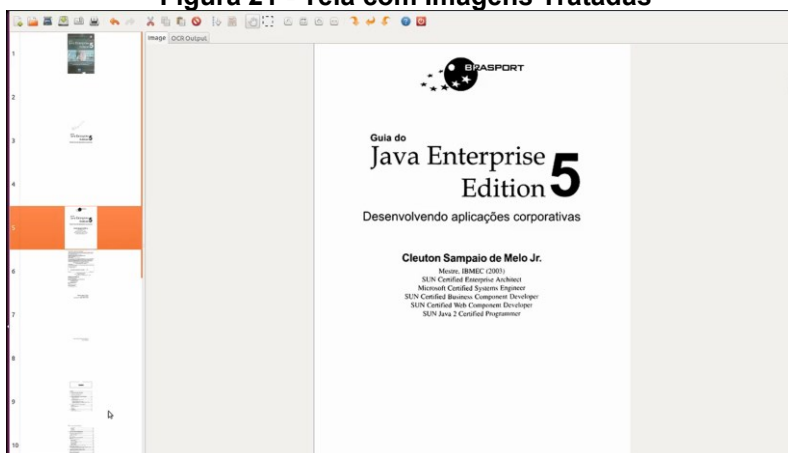 Figura 21 - Tela com Imagens Tratadas
Image OCR Output
1
2
3
4
5
6
7
8
9
10
BRASPORT
Guia do
Java Enterprise
Edition 5
Desenvolvendo aplicações corporativas
Cleuton Sampaio de Melo Jr.
Mestre, IBMEC (2003)
SUN Certified Enterprise Architect
Microsoft Certified Systems Engineer
SUN Certified Business Component Developer
SUN Certified Web Component Developer
SUN Java 2 Certified Programmer